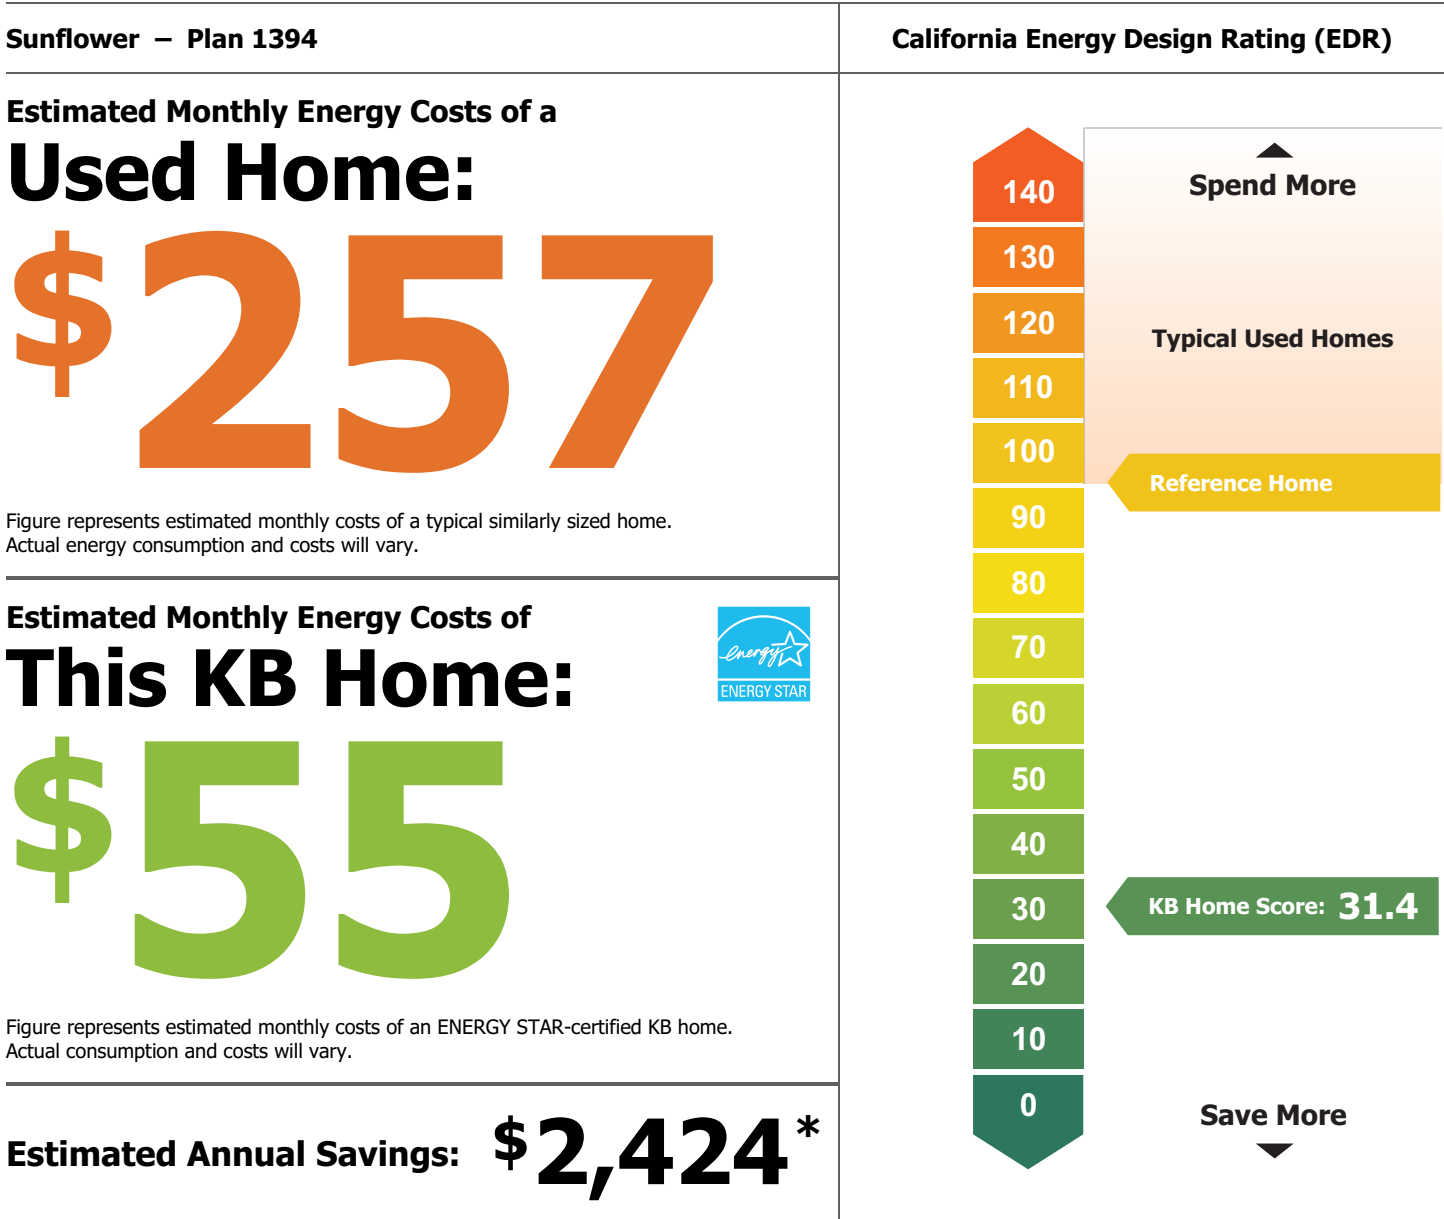 Sunflower – Plan 1394
Estimated Monthly Energy Costs of a
Used Home:
$257
Figure represents estimated monthly costs of a typical similarly sized home.
Actual energy consumption and costs will vary.
Estimated Monthly Energy Costs of
This KB Home:
energy
ENERGY STAR
$55
Figure represents estimated monthly costs of an ENERGY STAR-certified KB home.
Actual consumption and costs will vary.
Estimated Annual Savings: $2,424*
California Energy Design Rating (EDR)
140
Spend More
130
120
Typical Used Homes
110
100
Reference Home
90
80
70
60
50
40
30
KB Home Score: 31.4
20
10
0
Save More